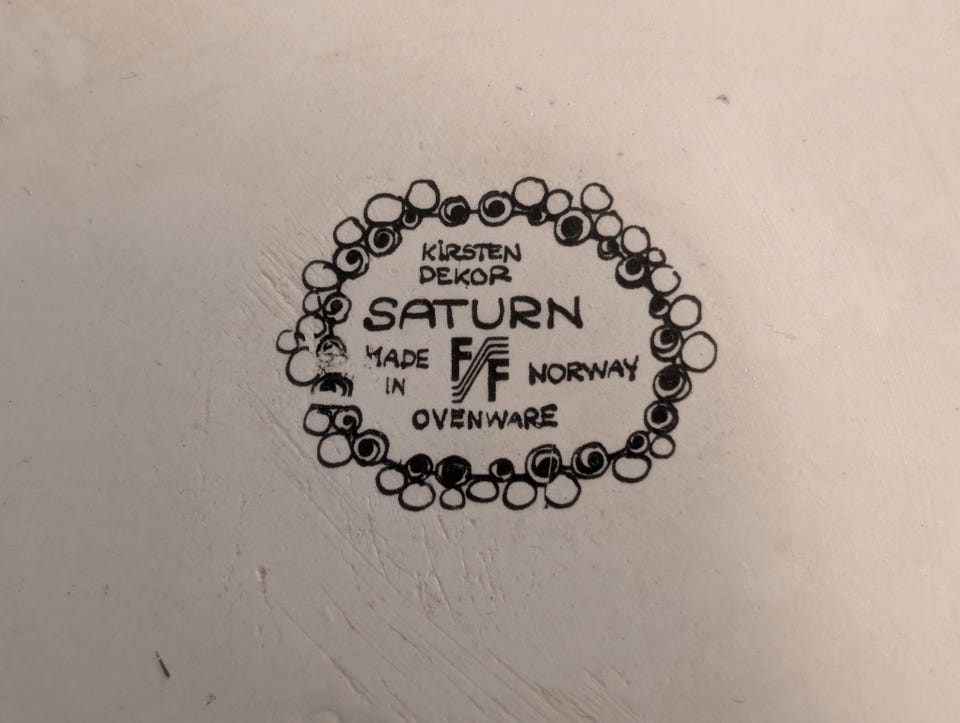 KIRSTEN
DEKOR
SATURN
MADE IN F/F NORWAY
OVENWARE